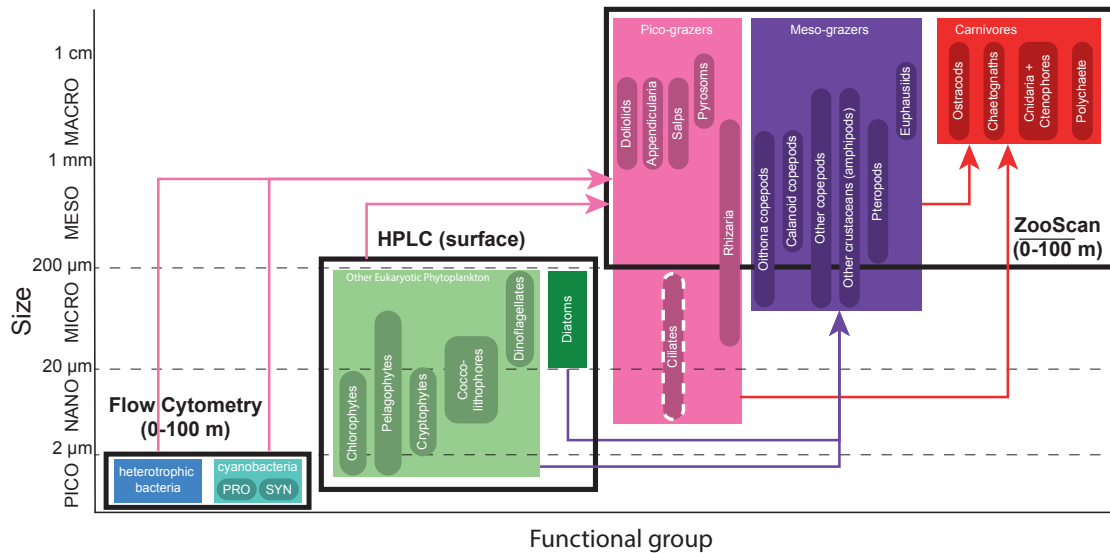 Pico-grazers
Meso-grazers
Carnivores
1 cm
MACRO
1 mm
MESO
200 µm
MICRO
20 µm
NANO
2 µm
PICO
Size
Doliolids
Appendicularia
Salps
Pyrosoms
Rhizaria
Ciliates
Oithona copepods
Calanoid copepods
Other copepods
Other crustaceans (amphipods)
Pteropods
Euphausiids
Ostracods
Chaetognaths
Cnidaria +
Ctenophores
Polychaete
ZooScan
(0-100 m)
HPLC (surface)
Other Eukaryotic Phytoplankton
Chlorophytes
Pelagophytes
Cryptophytes
Cocco-
lithophores
Dinoflagellates
Diatoms
Flow Cytometry
(0-100 m)
heterotrophic
bacteria
cyanobacteria
PRO
SYN
Functional group